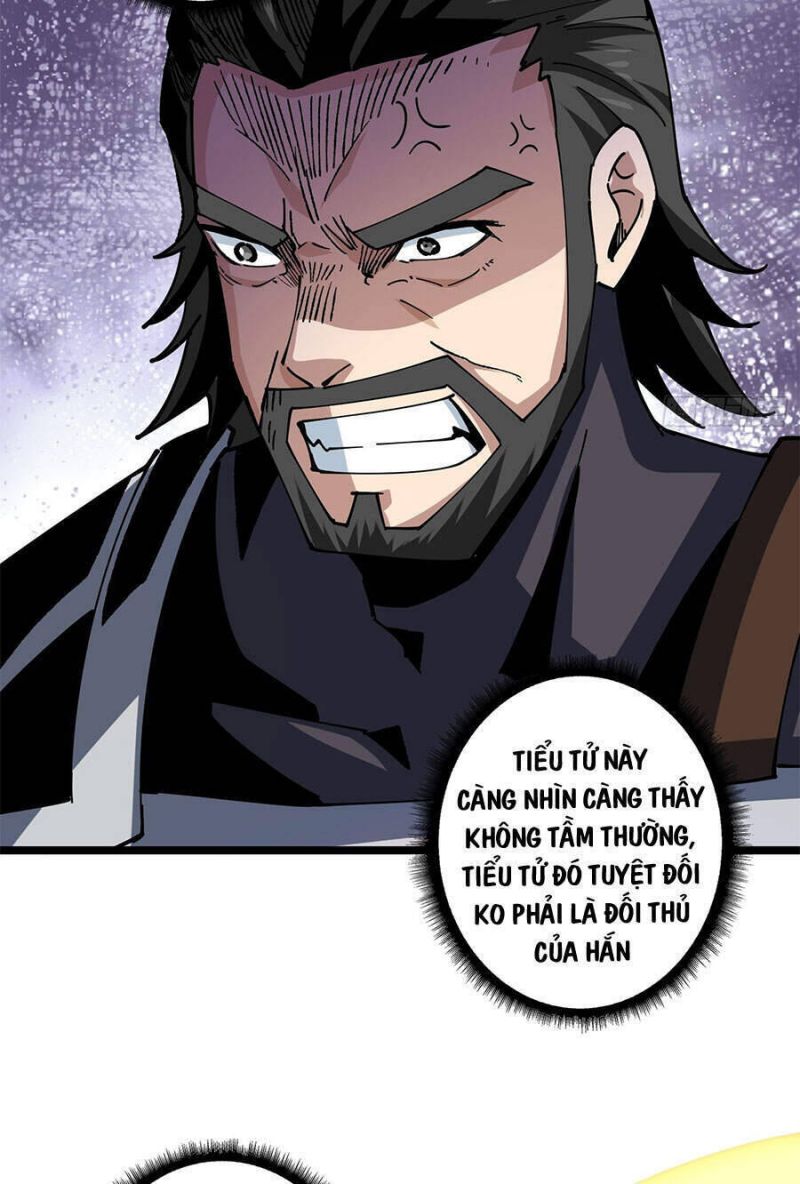 TIỂU TỬ NÀY
CÀNG NHÌN CÀNG THẤY
KHÔNG TẦM THƯỜNG,
TIỂU TỬ ĐÓ TUYỆT ĐỐI
KO PHẢI LÀ ĐỐI THỦ
CỦA HẮN